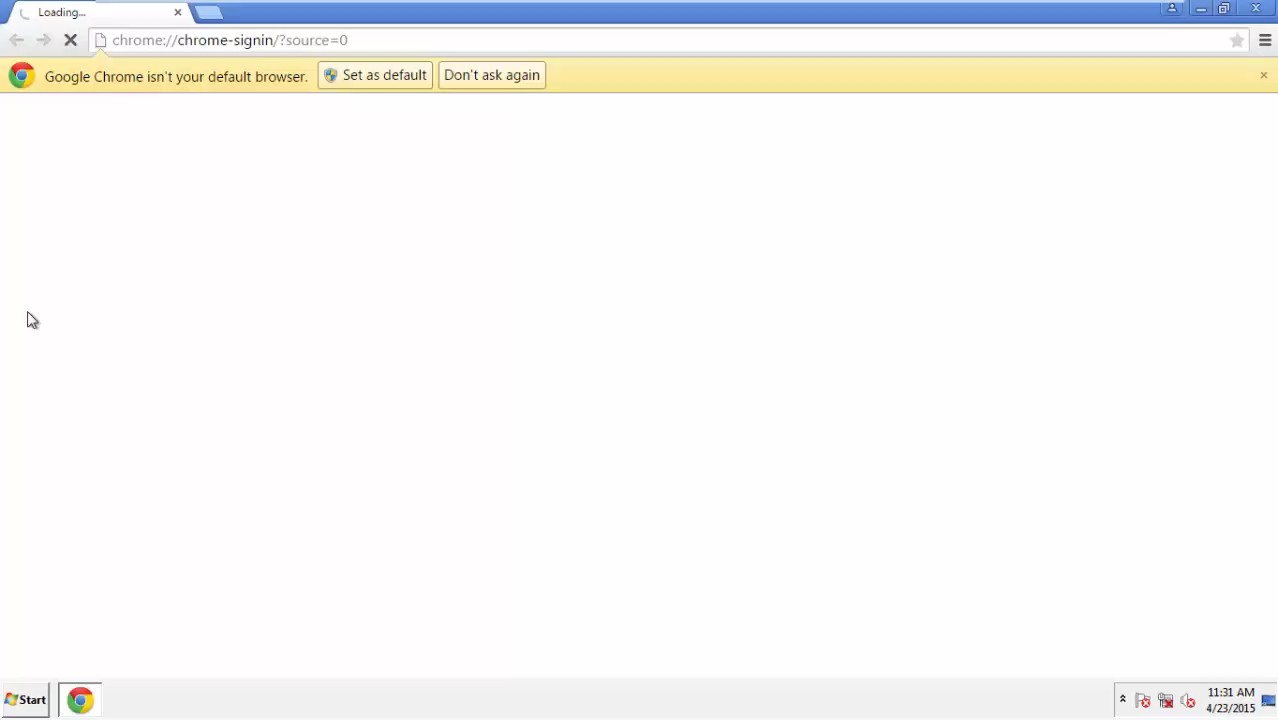 Loading...
chrome://chrome-signin/?source=0
Google Chrome isn't your default browser. Set as default Don't ask again
Start
11:31 AM
4/23/2015